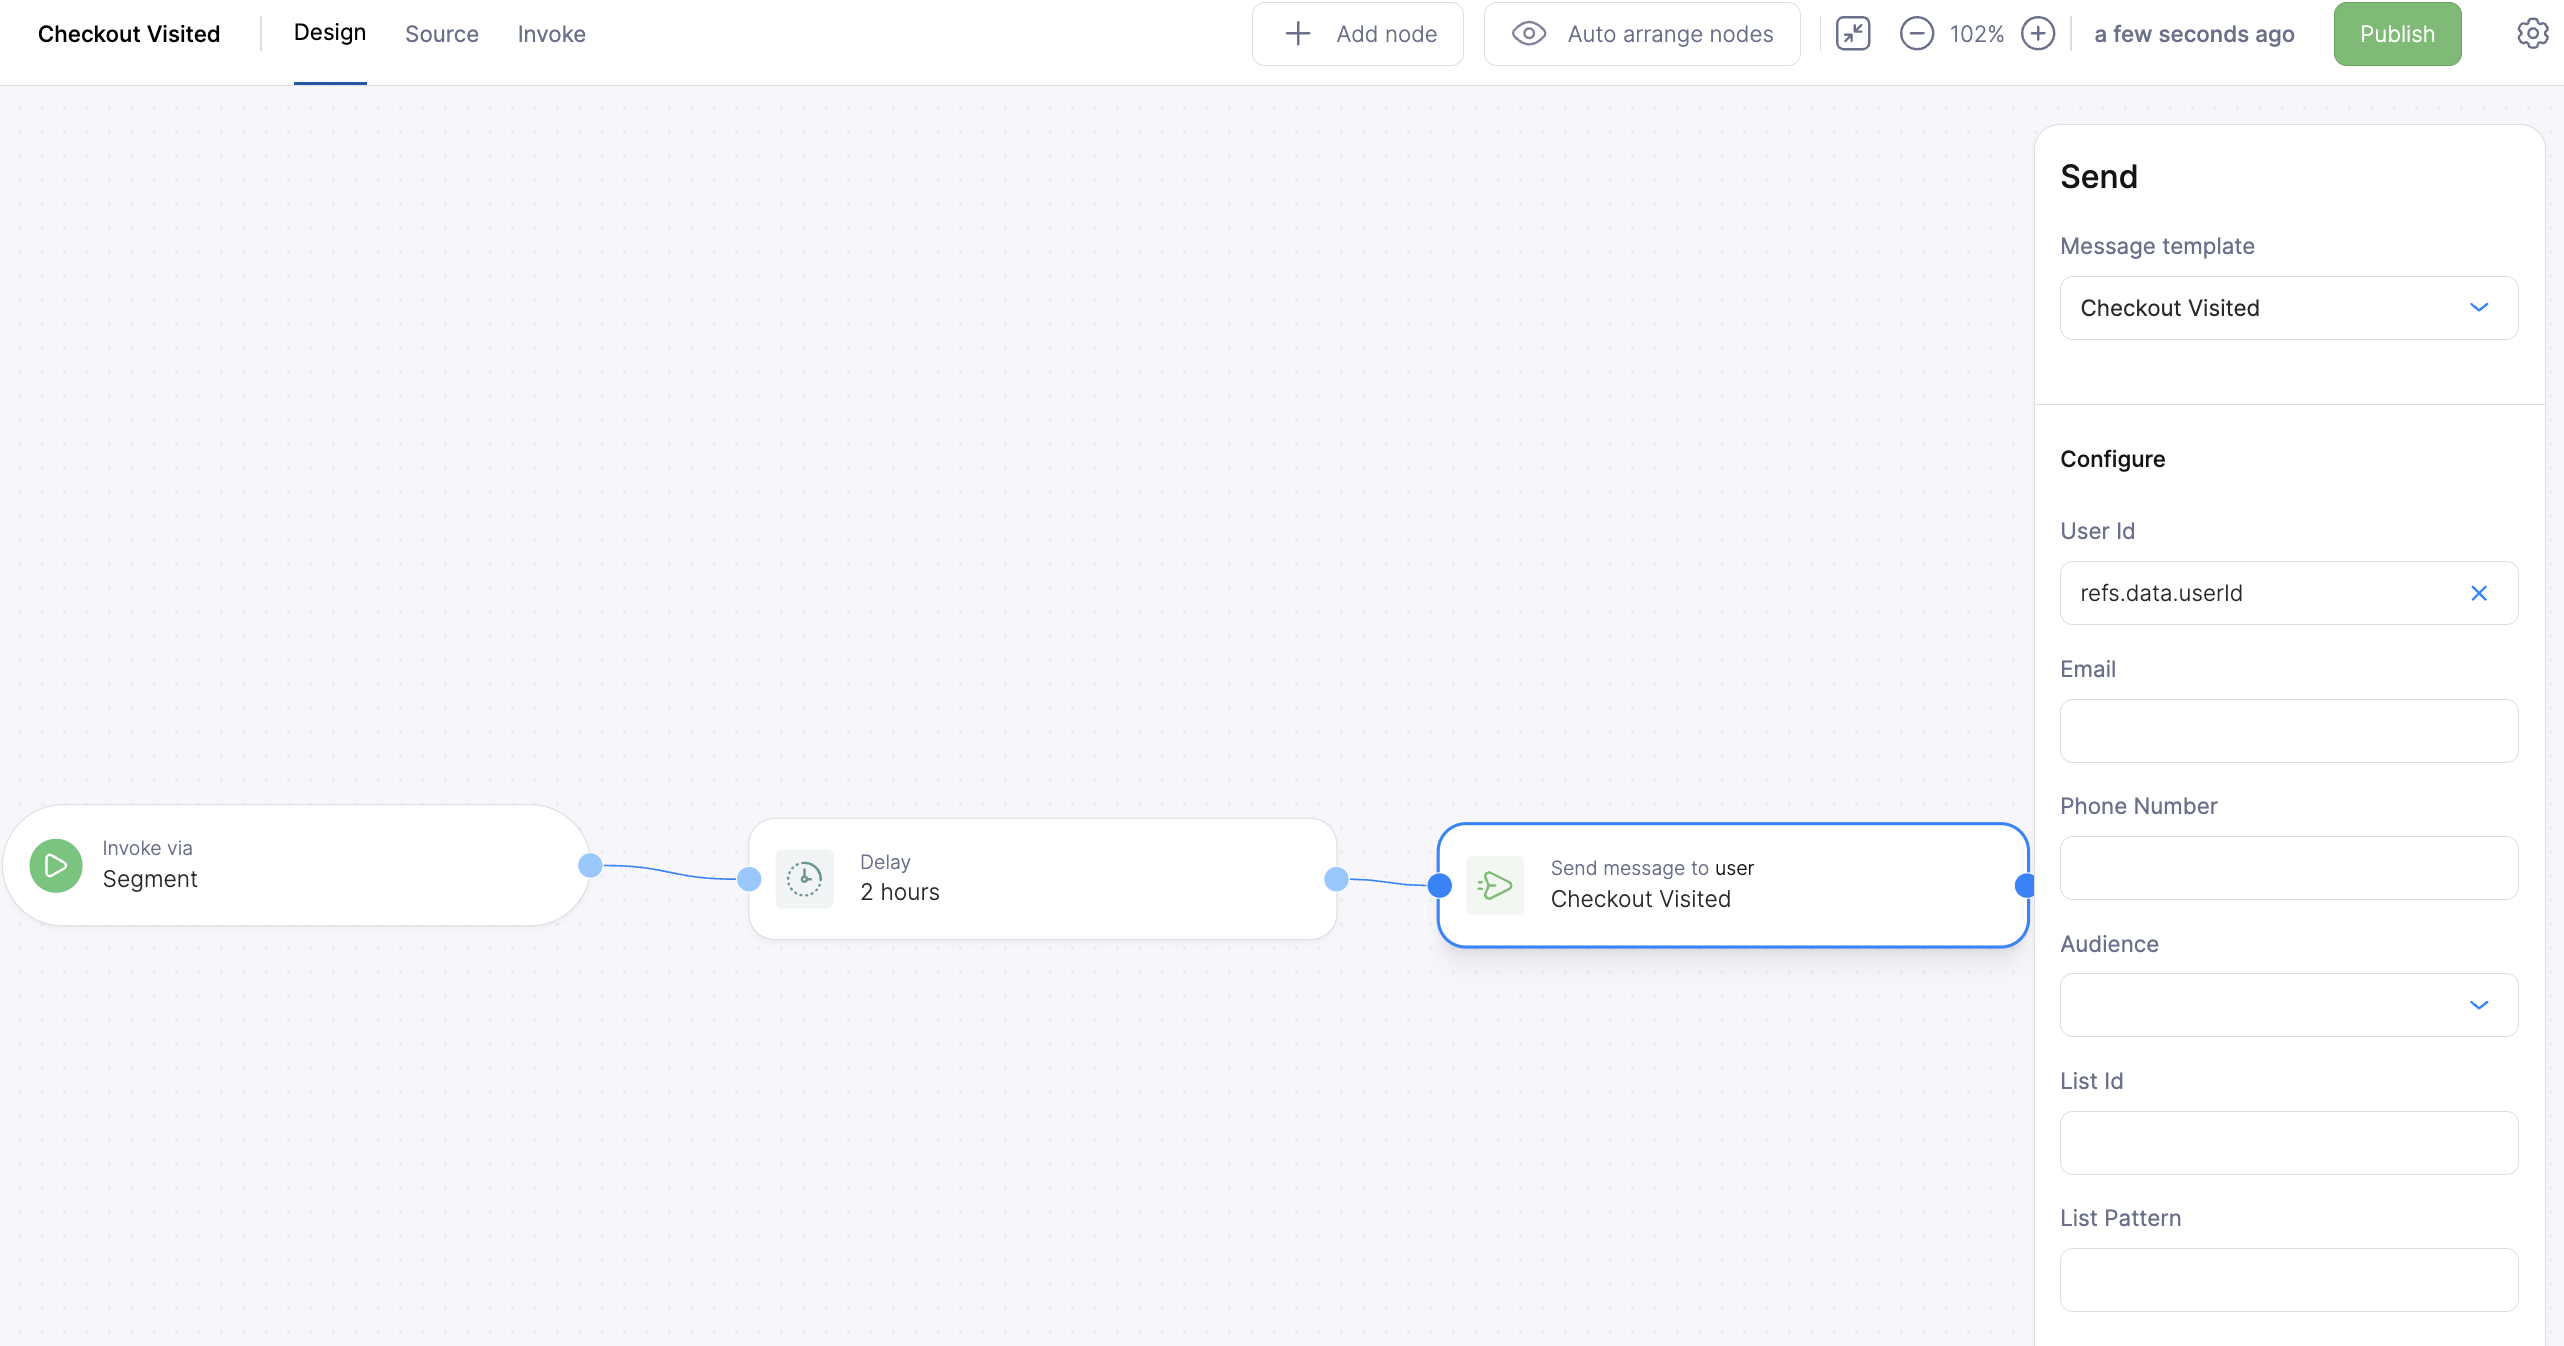 Checkout Visited
Design
Source
Invoke
Add node
Auto arrange nodes
102%
a few seconds ago
Publish
Send
Message template
Checkout Visited
Configure
User Id
refs.data.userId
Email
Phone Number
Audience
List Id
List Pattern
Invoke via
Segment
Delay
2 hours
Send message to user
Checkout Visited